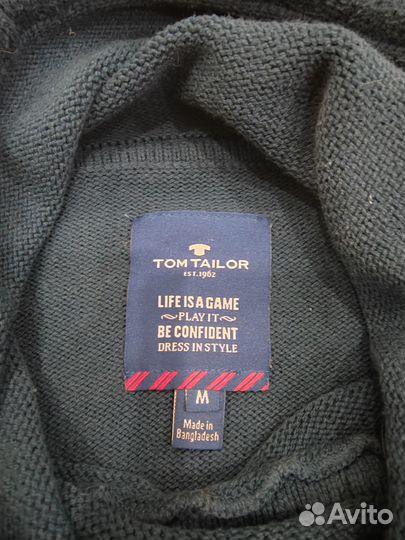 TOM TAILOR
EST. 1962
LIFE IS A GAME
PLAY IT
BE CONFIDENT
DRESS IN STYLE
M
Made in
Bangladesh
Avito